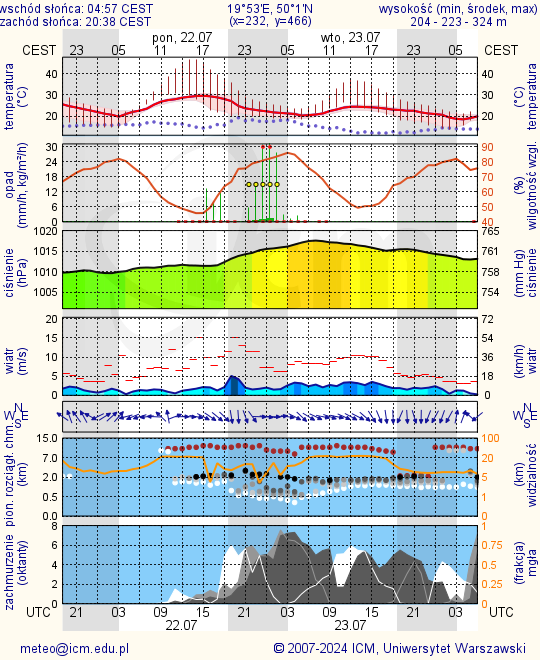 wschód słońca: 04:57 CEST 19°53'E, 50°1'N wysokość (min, środek, max)
zachód słońca: 20:38 CEST (x=232, y=466) 204 - 223 - 324 m
pon, 22.07 wto, 23.07
CEST 23 05 11 17 23 05 11 17 23 05 CEST
temperatura (°C)
40 30 20
40 30 20
temperatura (°C)
opad (mm/h, kg/m²/h)
30 24 18 12 6 0
90 80 70 60 50 40
(%) wilgotność wzgl.
ciśnienie (hPa)
1020 1015 1010 1005
765 761 758 754
(mm Hg) ciśnienie
wiatr (m/s)
20 15 10 5 0
72 54 36 18 0
(km/h) wiatr
N W E S
N W E S
pion. rozciągł. chm. (km)
15.0 7.0 2.0 0.5 0.0
100 20 5 1 0
(km) widzialność
zachmurzenie (oktanty)
8 6 4 2 0
1 0.75 0.5 0.25 0
(frakcja) mgła
UTC 21 03 09 15 21 03 09 15 21 03 UTC
22.07 23.07
meteo@icm.edu.pl © 2007-2024 ICM, Uniwersytet Warszawski